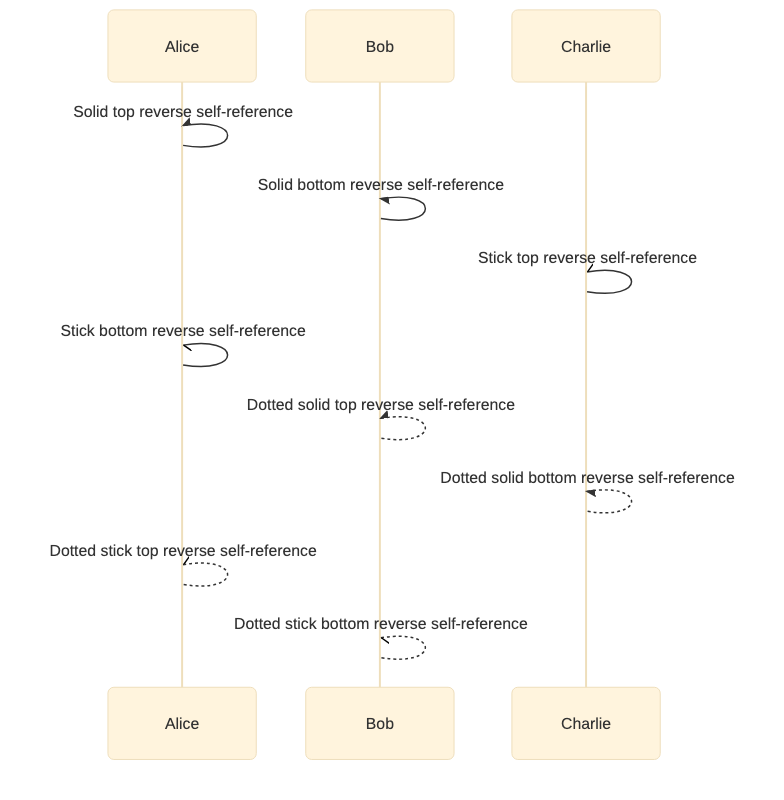 Alice
Bob
Charlie
Solid top reverse self-reference
Solid bottom reverse self-reference
Stick top reverse self-reference
Stick bottom reverse self-reference
Dotted solid top reverse self-reference
Dotted solid bottom reverse self-reference
Dotted stick top reverse self-reference
Dotted stick bottom reverse self-reference
Alice
Bob
Charlie